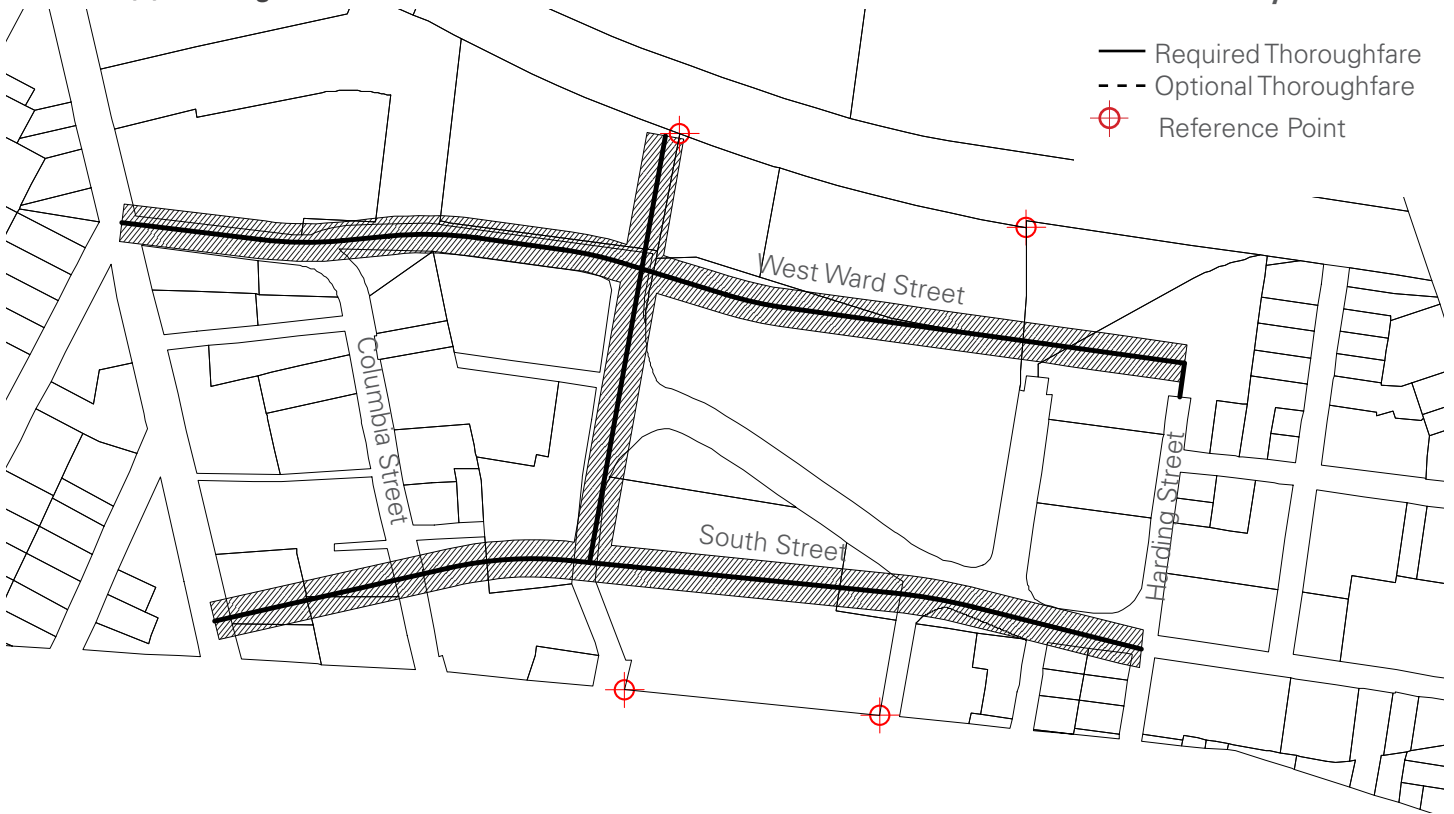 Required Thoroughfare
Optional Thoroughfare
Reference Point
West Ward Street
Columbia Street
South Street
Harding Street